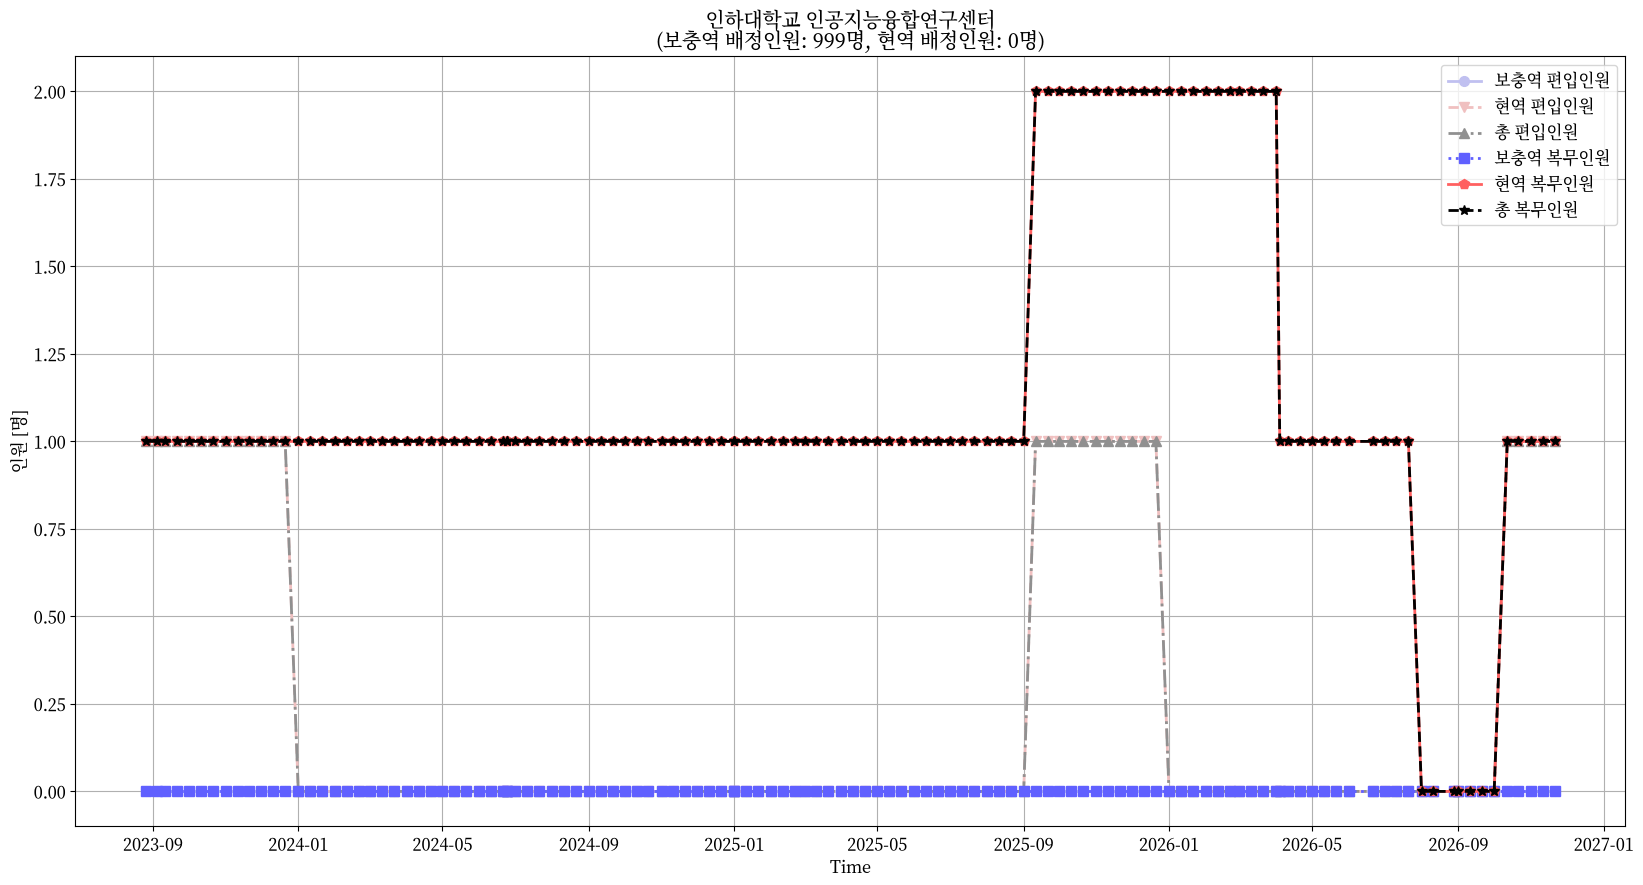 인하대학교 인공지능융합연구센터
(보충역 배정인원: 999명, 현역 배정인원: 0명)
보충역 편입인원
현역 편입인원
총 편입인원
보충역 복무인원
현역 복무인원
총 복무인원
인원 [명]
2.00
1.75
1.50
1.25
1.00
0.75
0.50
0.25
0.00
2023-09
2024-01
2024-05
2024-09
2025-01
2025-05
2025-09
2026-01
2026-05
2026-09
2027-01
Time